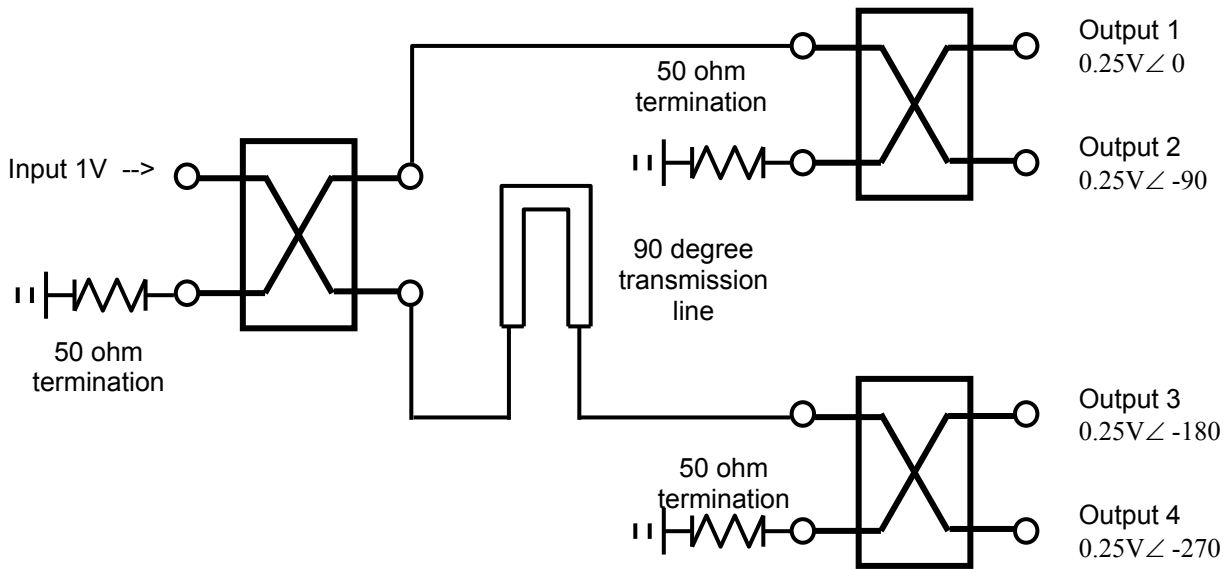 Output 1
0.25V∠ 0
50 ohm
termination
Output 2
0.25V∠ -90
Input 1V -->
90 degree
transmission
line
50 ohm
termination
Output 3
0.25V∠ -180
50 ohm
termination
Output 4
0.25V∠ -270